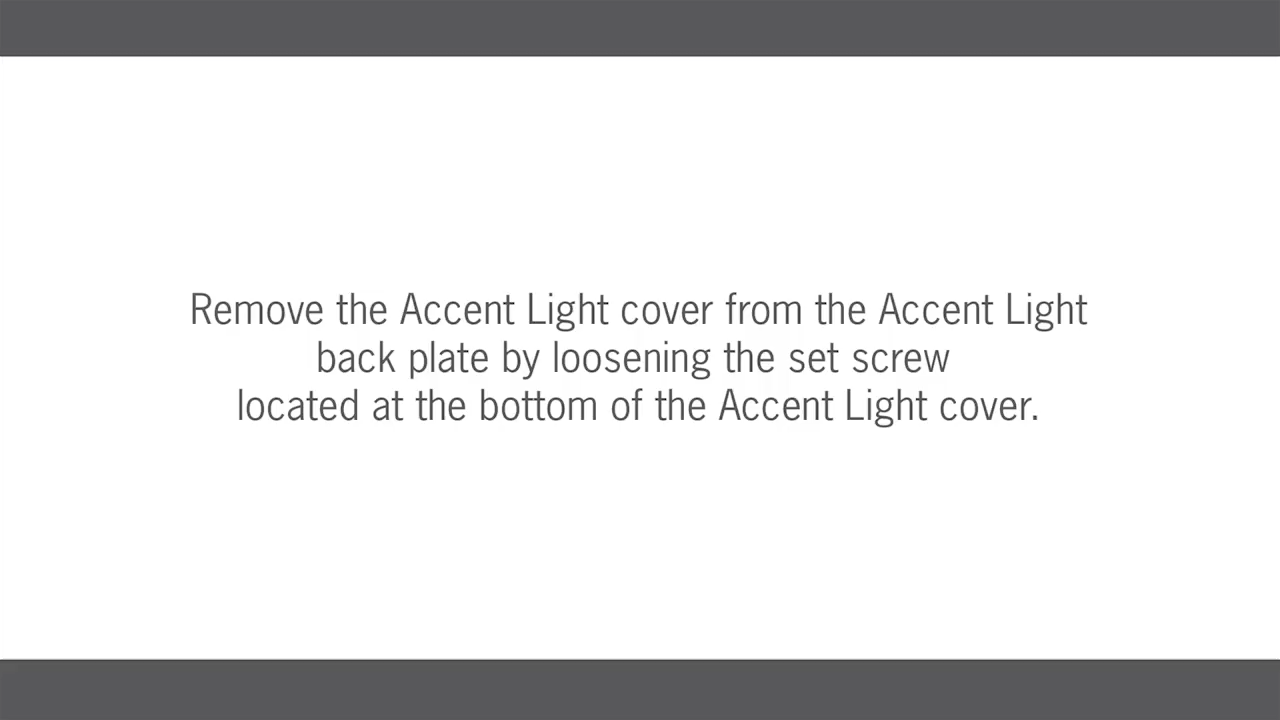 Remove the Accent Light cover from the Accent Light
back plate by loosening the set screw
located at the bottom of the Accent Light cover.